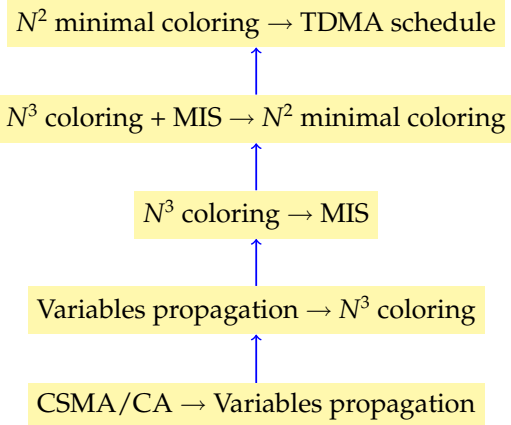 N² minimal coloring → TDMA schedule
N³ coloring + MIS → N² minimal coloring
N³ coloring → MIS
Variables propagation → N³ coloring
CSMA/CA → Variables propagation